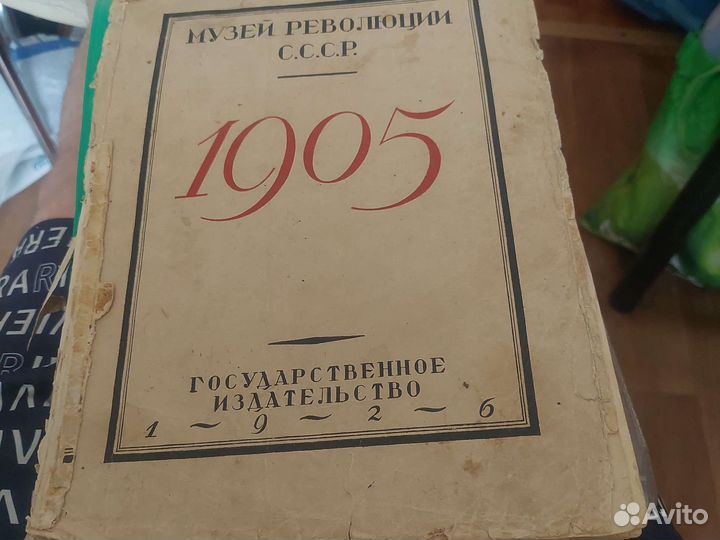 МУЗЕЙ РЕВОЛЮЦИИ
С.С.С.Р.
1905
ГОСУДАРСТВЕННОЕ
ИЗДАТЕЛЬСТВО
1 ~ 9 ~ 2 ~ 6
Avito